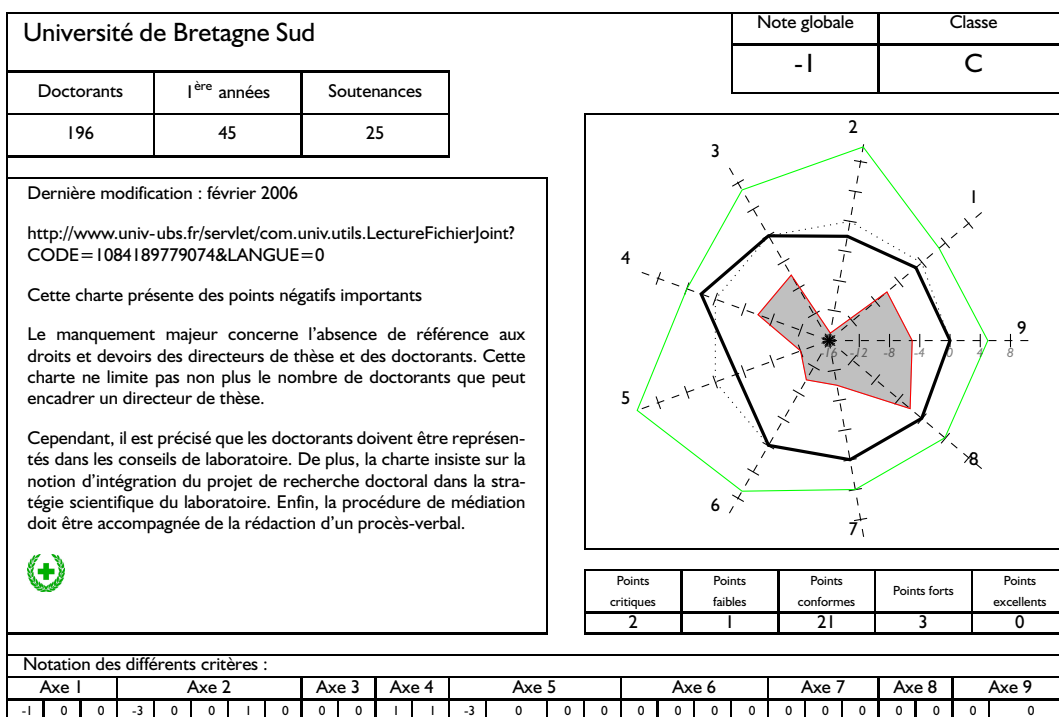 Université de Bretagne Sud
Note globale Classe
-1 C
Doctorants 1ère années Soutenances
196 45 25
Dernière modification : février 2006
http://www.univ-ubs.fr/servlet/com.univ.utils.LectureFichierJoint?
CODE=1084189779074&LANGUE=0
Cette charte présente des points négatifs importants
Le manquement majeur concerne l'absence de référence aux
droits et devoirs des directeurs de thèse et des doctorants. Cette
charte ne limite pas non plus le nombre de doctorants que peut
encadrer un directeur de thèse.
Cependant, il est précisé que les doctorants doivent être représen-
tés dans les conseils de laboratoire. De plus, la charte insiste sur la
notion d'intégration du projet de recherche doctoral dans la stra-
tégie scientifique du laboratoire. Enfin, la procédure de médiation
doit être accompagnée de la rédaction d'un procès-verbal.
2
3
1
4
9
-16 -12 -8 -4 0 4 8
5
8
6
7
Points critiques Points faibles Points conformes Points forts Points excellents
2 1 21 3 0
Notation des différents critères :
Axe 1 Axe 2 Axe 3 Axe 4 Axe 5 Axe 6 Axe 7 Axe 8 Axe 9
-1 0 0 -3 0 0 1 0 0 0 1 1 -3 0 0 0 0 0 0 0 0 0 0 0 0 0 0